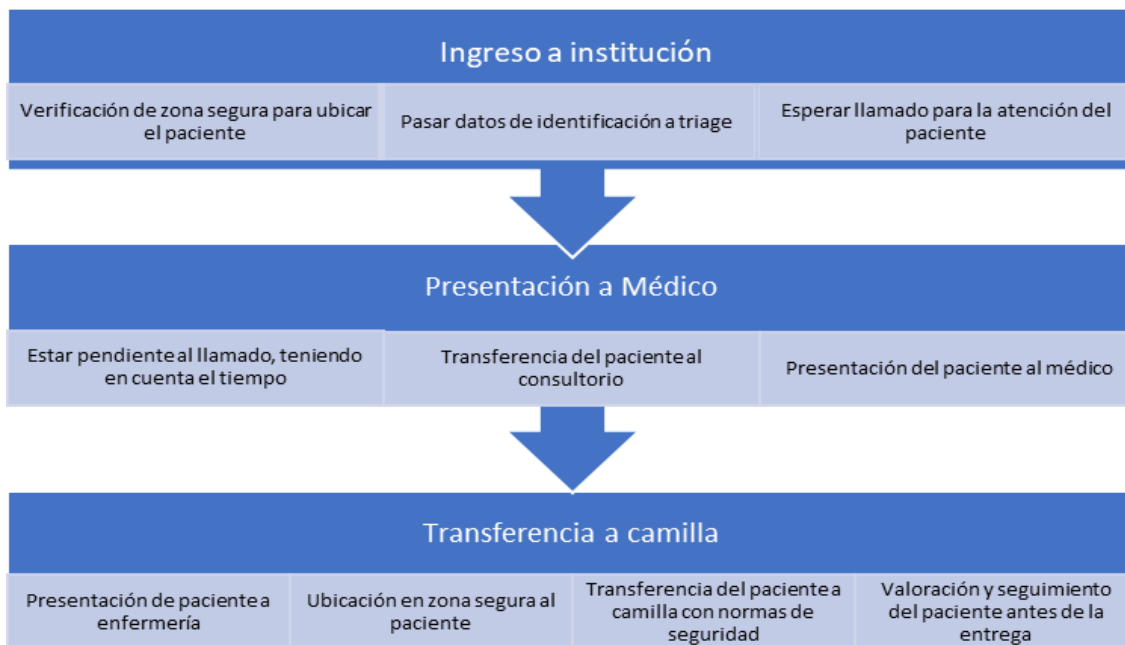 Ingreso a institución
Verificación de zona segura para ubicar
el paciente
Pasar datos de identificación a triage
Esperar llamado para la atención del
paciente
Presentación a Médico
Estar pendiente al llamado, teniendo
en cuenta el tiempo
Transferencia del paciente al
consultorio
Presentación del paciente al médico
Transferencia a camilla
Presentación de paciente a
enfermería
Ubicación en zona segura al
paciente
Transferencia del paciente a
camilla con normas de
seguridad
Valoración y seguimiento
del paciente antes de la
entrega